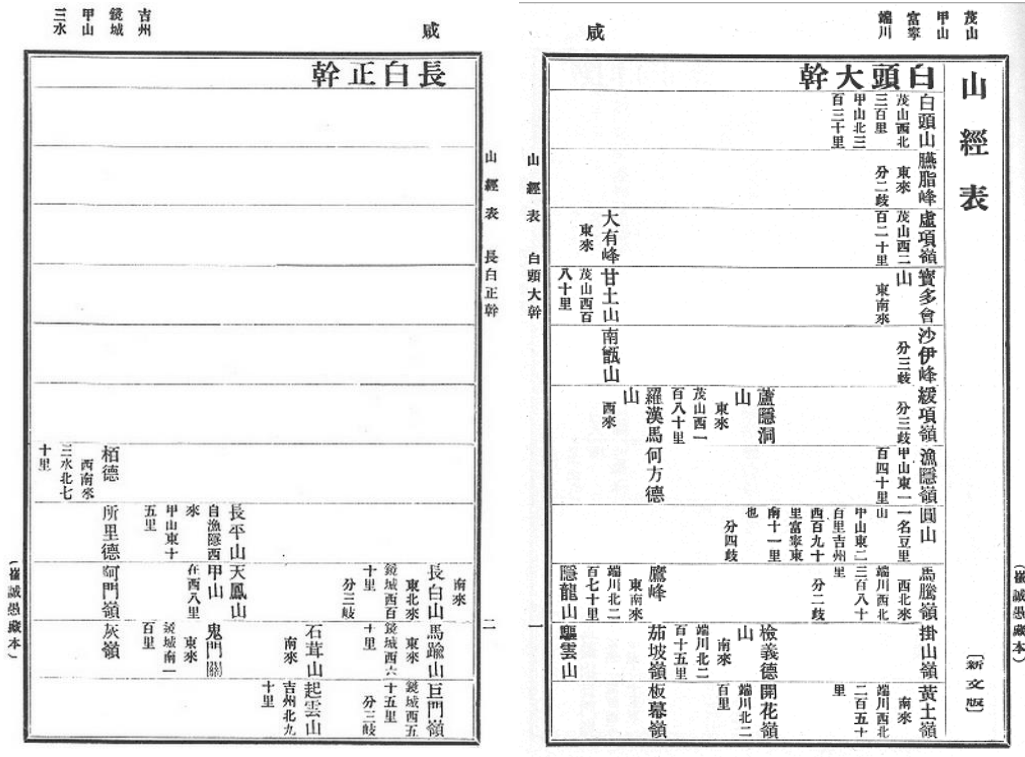 茂山
甲山
富寧
端川
咸
山經表
〔新文版〕
(崔誠愚藏本)
白頭大幹
白頭山
茂山西北
三百里
甲山北三
百三十里
臙脂峰
東來
分二歧
虛項嶺
茂山西二
百二十里
大有峰
東來
寶多會
山
東南來
甘土山
茂山西百
八十里
沙伊峰
分三歧
南甑山
緩項嶺
分三歧
蘆隱洞
山
東來
茂山西一
百八十里
羅漢馬
山
西來
漁隱嶺
甲山東一
百四十里
何方德
圓山
一名豆里
山
甲山東二
百里吉州
西百九十
里富寧東
南十一里
也
分四歧
馬騰嶺
西北來
端川西北
三百八十
里
分二歧
鷹峰
東南來
端川北二
百七十里
隱龍山
掛山嶺
檢義德
山
南來
端川北二
百十五里
茄坡嶺
驅雲山
黃土嶺
南來
端川西北
二百五十
里
開花嶺
端川北二
百里
板幕嶺
山經表 白頭大幹
一
咸
吉州
鏡城
甲山
三水
山經表 長白正幹
二
長白正幹
栢德
西南來
三水北七
十里
長平山
自漁隱西
來
甲山東十
五里
所里德
長白山
南來
東北來
鏡城西百
十里
分三歧
天鳳山
甲山
在西八里
阿門嶺
馬踰山
東來
鏡城西六
十里
石茸山
南來
鬼門關
東來
鏡城南一
百里
灰嶺
巨門嶺
鏡城西五
十五里
分三歧
起雲山
吉州北九
十里
(崔誠愚藏本)